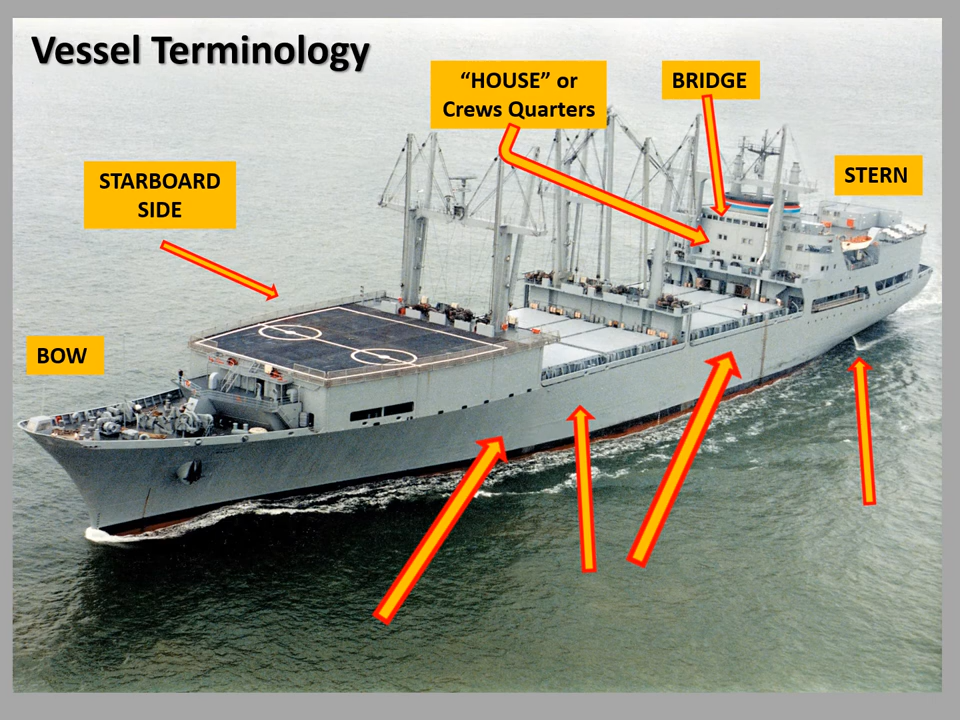 Vessel Terminology
“HOUSE” or
Crews Quarters
BRIDGE
STERN
STARBOARD
SIDE
BOW